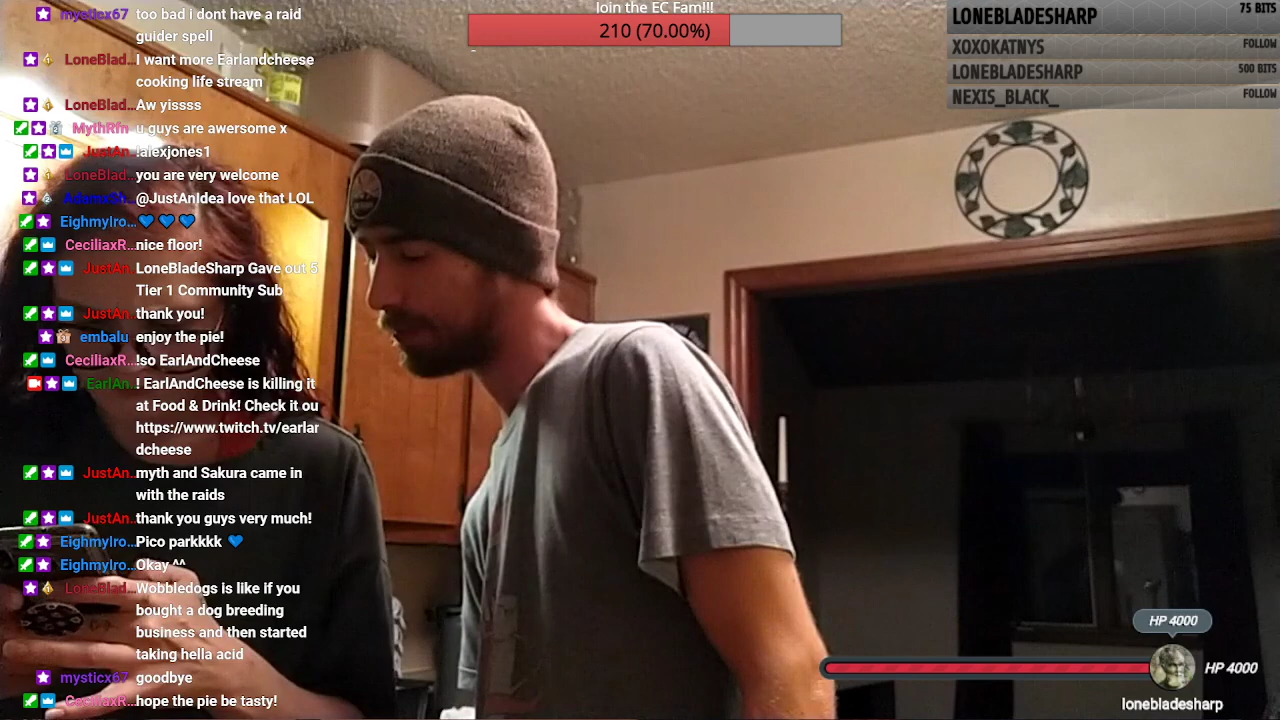 mysticx67 too bad i dont have a raid
guider spell
LoneBlad... I want more Earlandcheese
cooking life stream
LoneBlad... Aw yissss
MythRfn u guys are awersome x
JustAn... !alexjones1
LoneBlad... you are very welcome
@JustAnIdea love that LOL
EighmyIro... 💙 💙 💙
CeciliaxR... nice floor!
JustAn... LoneBladeSharp Gave out 5
Tier 1 Community Sub
JustAn... thank you!
embalu enjoy the pie!
CeciliaxR... !so EarlAndCheese
EarlAn... ! EarlAndCheese is killing it
at Food & Drink! Check it ou
https://www.twitch.tv/earlar
dcheese
JustAn... myth and Sakura came in
with the raids
JustAn... thank you guys very much!
EighmyIro... Pico parkkkk 💙
EighmyIro... Okay ^^
LoneBlad... Wobbledogs is like if you
bought a dog breeding
business and then started
taking hella acid
mysticx67 goodbye
CeciliaxR... hope the pie be tasty!
Join the EC Fam!!!
210 (70.00%)
LONEBLADESHARP 75 BITS
XOXOKATNYS FOLLOW
LONEBLADESHARP 500 BITS
NEXIS_BLACK_ FOLLOW
HP 4000
HP 4000
lonebladesharp